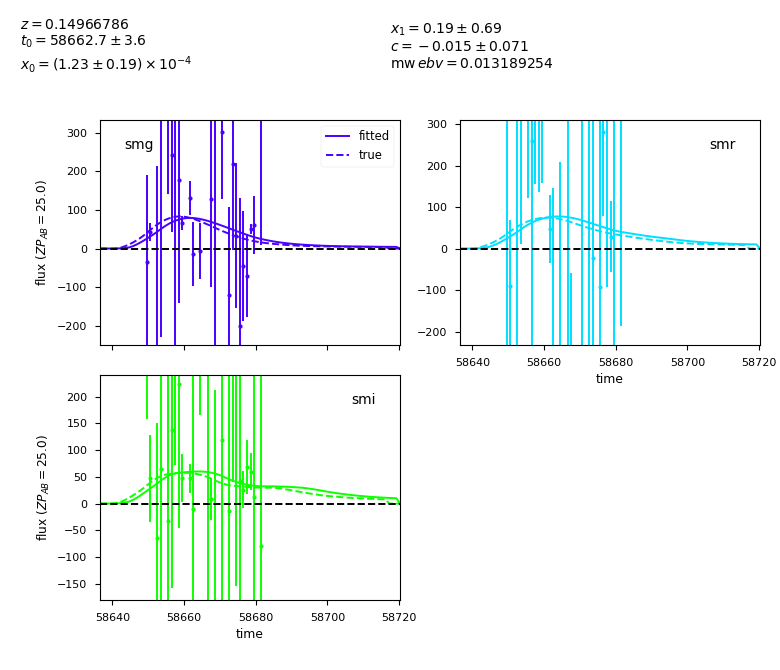 z = 0.14966786
t₀ = 58662.7 ± 3.6
x₀ = (1.23 ± 0.19) × 10⁻⁴
x₁ = 0.19 ± 0.69
c = −0.015 ± 0.071
mw ebv = 0.013189254
smg
fitted
true
300
200
100
0
−100
−200
flux (ZP_AB = 25.0)
smr
300
200
100
0
−100
−200
58640 58660 58680 58700 58720
time
smi
200
150
100
50
0
−50
−100
−150
flux (ZP_AB = 25.0)
58640 58660 58680 58700 58720
time